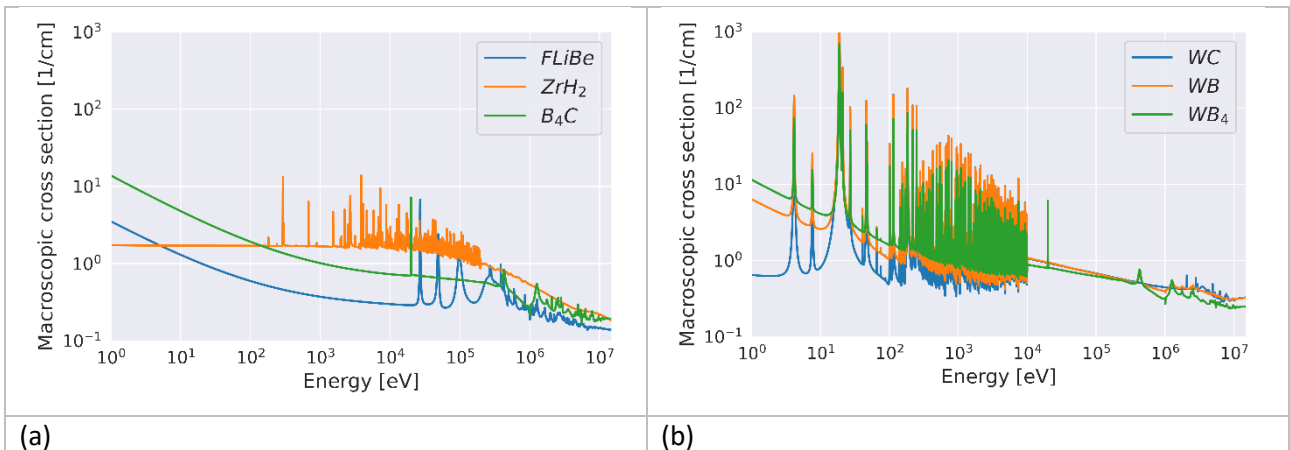 Macroscopic cross section [1/cm]
10³
10²
10¹
10⁰
10⁻¹
FLiBe
ZrH₂
B₄C
10⁰ 10¹ 10² 10³ 10⁴ 10⁵ 10⁶ 10⁷
Energy [eV]
(a)
Macroscopic cross section [1/cm]
10³
10²
10¹
10⁰
10⁻¹
WC
WB
WB₄
10⁰ 10¹ 10² 10³ 10⁴ 10⁵ 10⁶ 10⁷
Energy [eV]
(b)